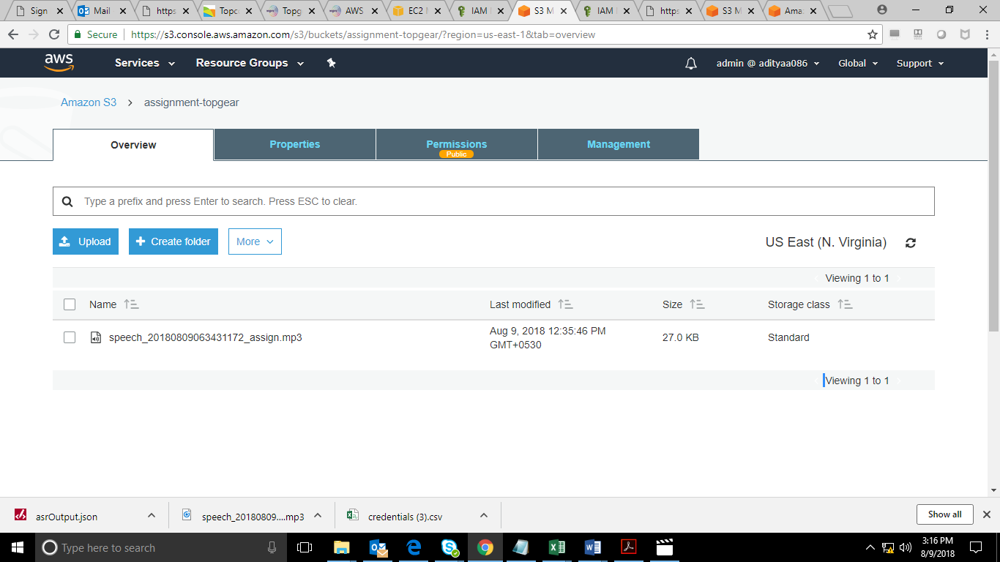 Sign
Mail
https
Topc
Topg
AWS
EC2
IAM
S3 M
IAM
https
S3 M
Ama
Secure
https://s3.console.aws.amazon.com/s3/buckets/assignment-topgear/?region=us-east-1&tab=overview
aws
Services
Resource Groups
admin @ adityaa086
Global
Support
Amazon S3 > assignment-topgear
Overview
Properties
Permissions
Public
Management
Type a prefix and press Enter to search. Press ESC to clear.
Upload
Create folder
More
US East (N. Virginia)
Viewing 1 to 1
Name
Last modified
Size
Storage class
speech_20180809063431172_assign.mp3
Aug 9, 2018 12:35:46 PM
GMT+0530
27.0 KB
Standard
Viewing 1 to 1
asrOutput.json
speech_20180809....mp3
credentials (3).csv
Show all
Type here to search
3:16 PM
8/9/2018